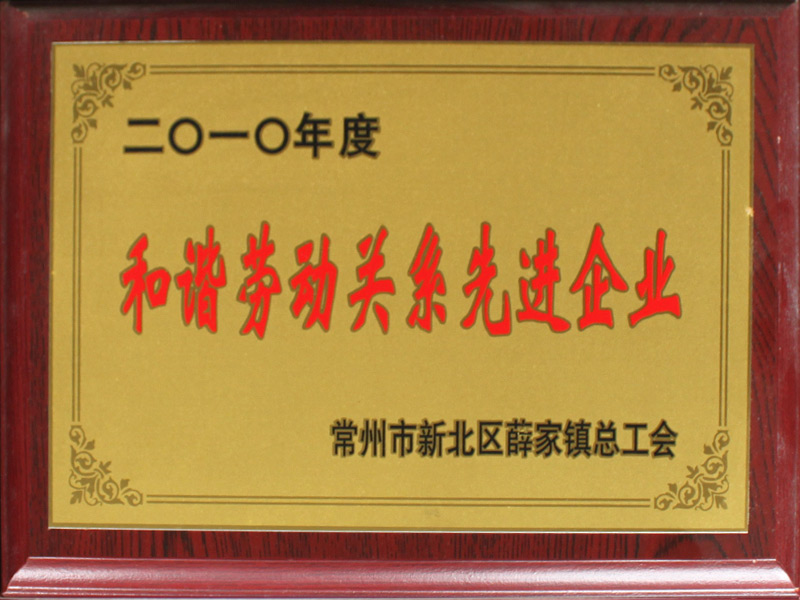 二〇一〇年度
和谐劳动关系先进企业
常州市新北区薛家镇总工会